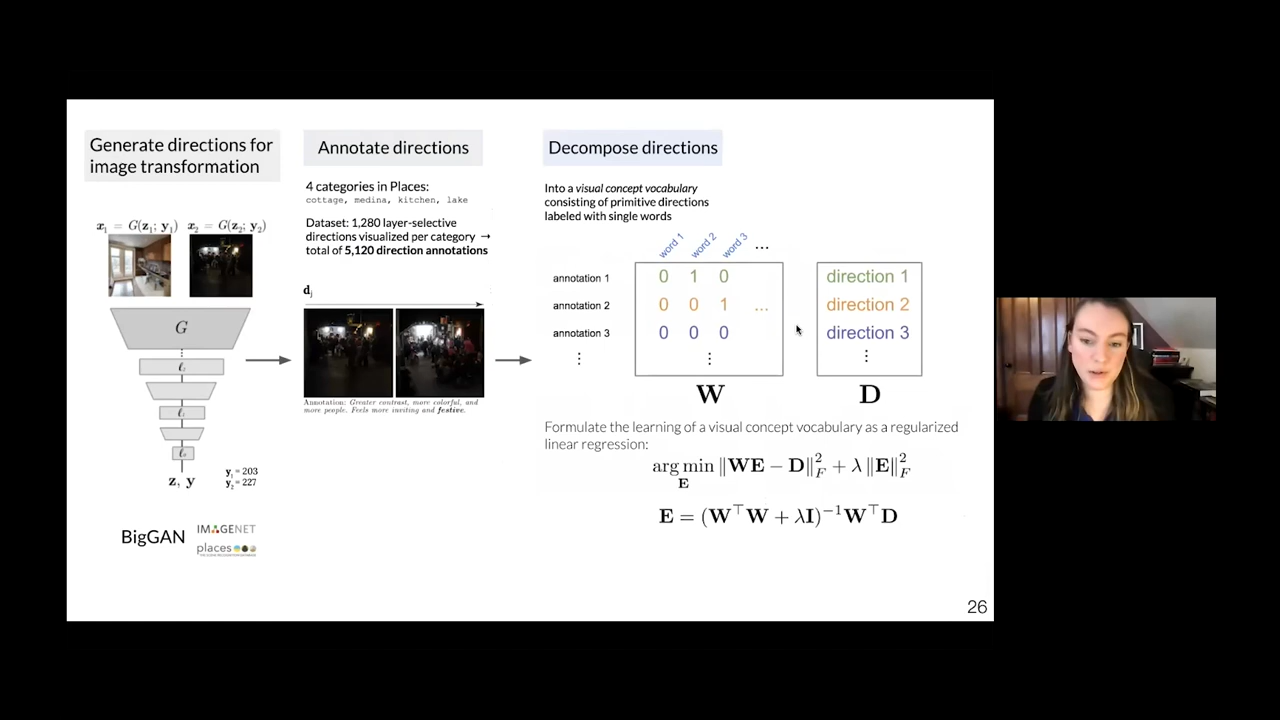 Generate directions for
image transformation
x₁ = G(z₁; y₁) x₂ = G(z₂; y₂)
G
z, y
y₁ = 203
y₂ = 227
BigGAN
IMAGENET
places
Annotate directions
4 categories in Places:
cottage, medina, kitchen, lake
Dataset: 1,280 layer-selective
directions visualized per category →
total of 5,120 direction annotations
dⱼ
Annotation: Greater contrast, more colorful, and
more people. Feels more inviting and festive.
Decompose directions
Into a visual concept vocabulary
consisting of primitive directions
labeled with single words
word 1 word 2 word 3 ...
annotation 1 0 1 0 direction 1
annotation 2 0 0 1 ... direction 2
annotation 3 0 0 0 direction 3
⋮ ⋮ ⋮
W D
Formulate the learning of a visual concept vocabulary as a regularized
linear regression:
arg min ‖WE − D‖²_F + λ ‖E‖²_F
E
E = (W^⊤W + λI)^−1 W^⊤D
26